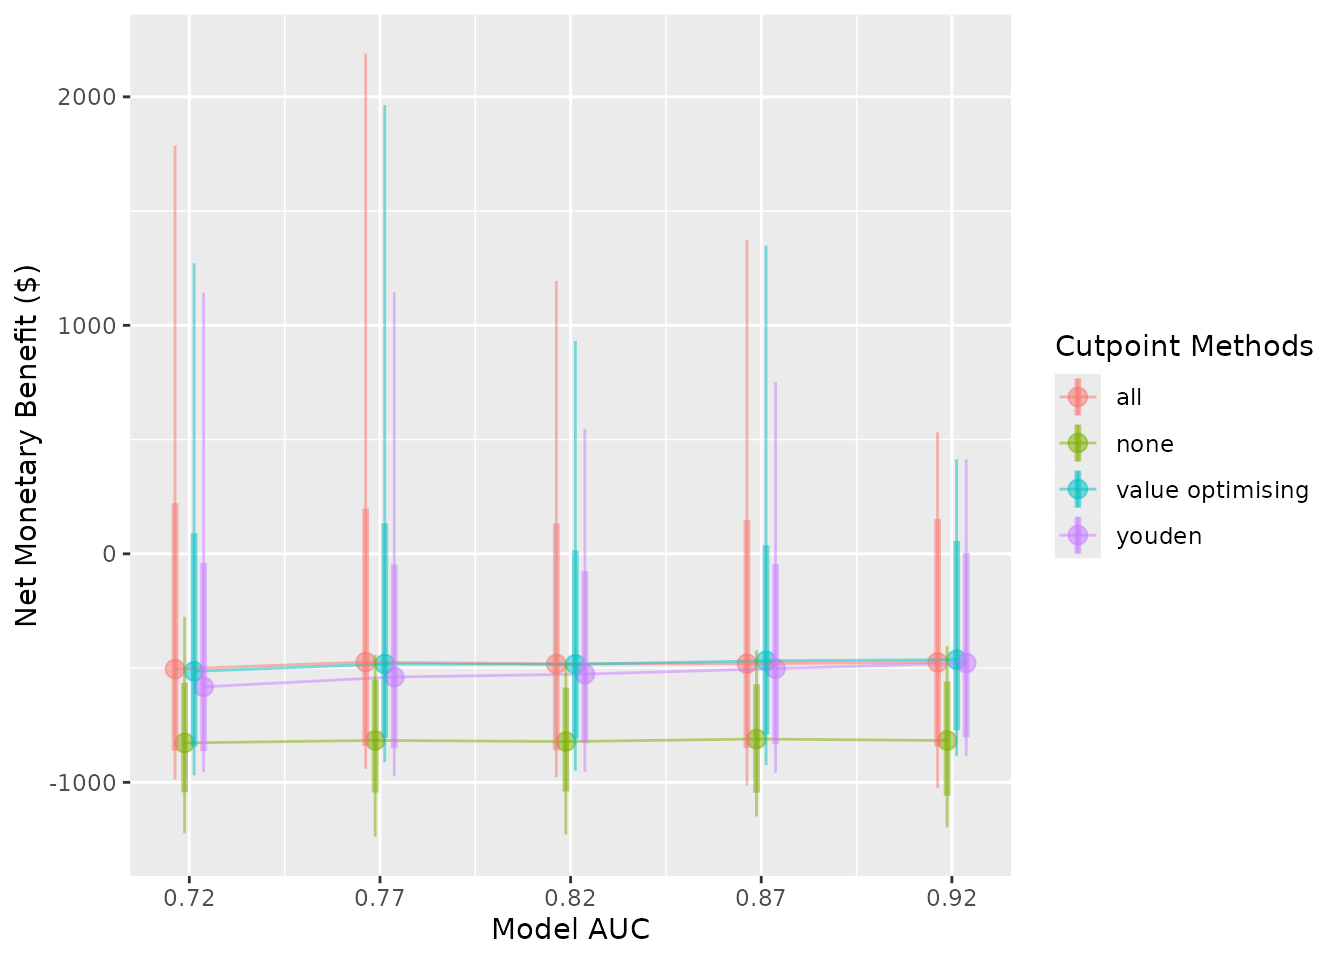 2000
1000
0
-1000
Net Monetary Benefit ($)
0.72
0.77
0.82
0.87
0.92
Model AUC
Cutpoint Methods
all
none
value optimising
youden